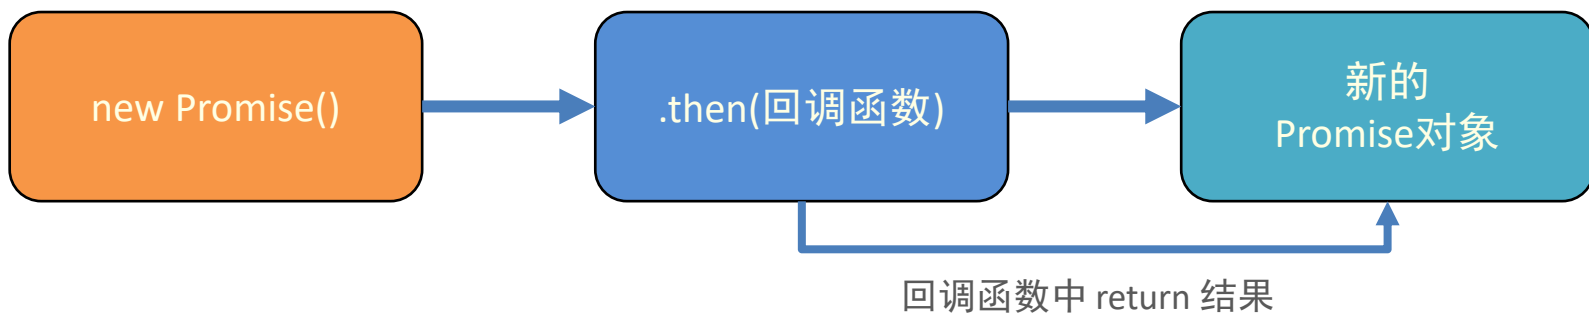 new Promise()
.then(回调函数)
新的
Promise对象
回调函数中 return 结果